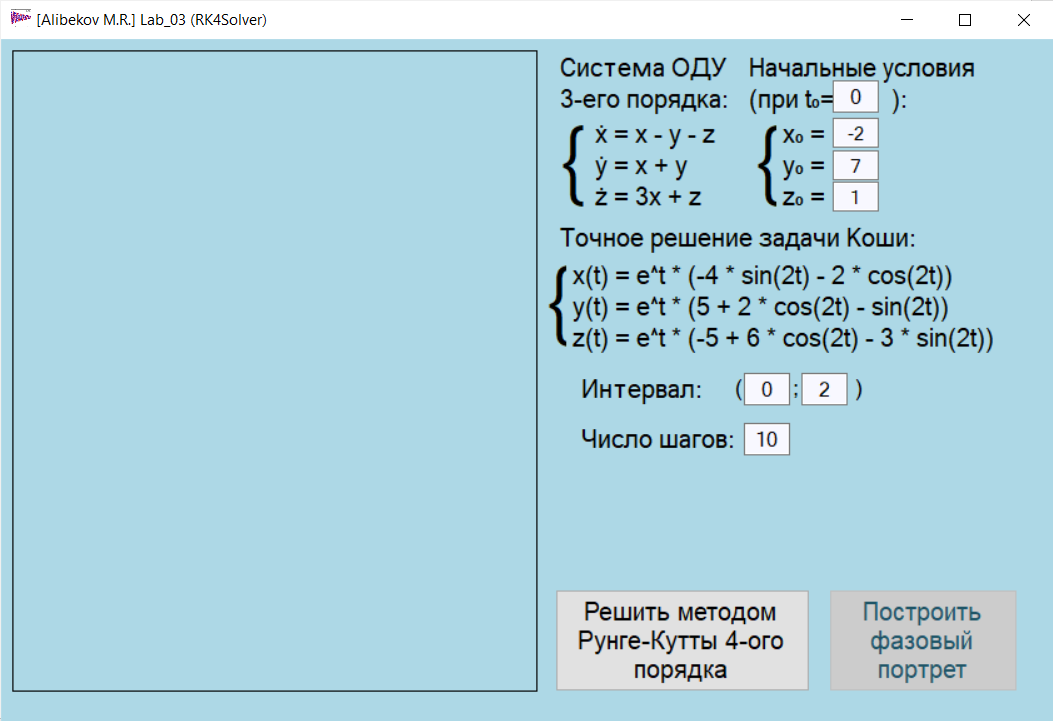 [Alibekov M.R.] Lab_03 (RK4Solver)
Система ОДУ
3-его порядка:
ẋ = x - y - z
ẏ = x + y
ż = 3x + z
Начальные условия
(при t₀= 0 ):
x₀ = -2
y₀ = 7
z₀ = 1
Точное решение задачи Коши:
x(t) = e^t * (-4 * sin(2t) - 2 * cos(2t))
y(t) = e^t * (5 + 2 * cos(2t) - sin(2t))
z(t) = e^t * (-5 + 6 * cos(2t) - 3 * sin(2t))
Интервал: ( 0 ; 2 )
Число шагов: 10
Решить методом
Рунге-Кутты 4-ого
порядка
Построить
фазовый
портрет